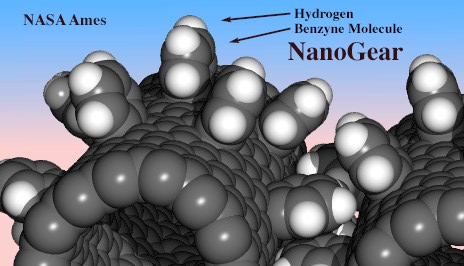 NASA Ames
Hydrogen
Benzyne Molecule
NanoGear